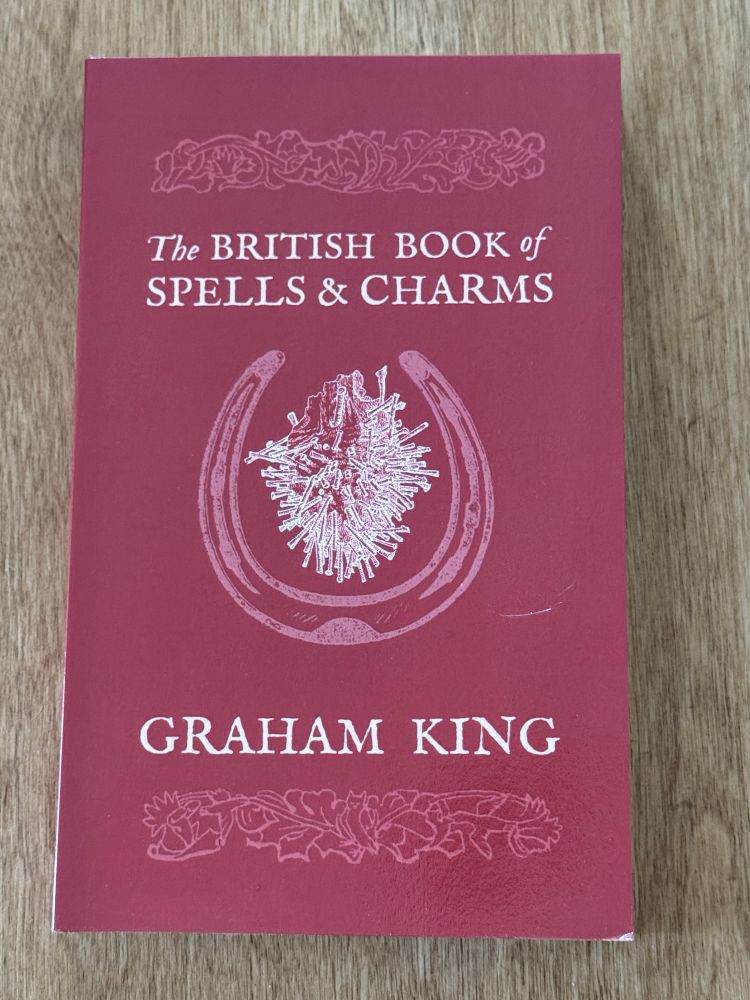 The BRITISH BOOK of
SPELLS & CHARMS
GRAHAM KING